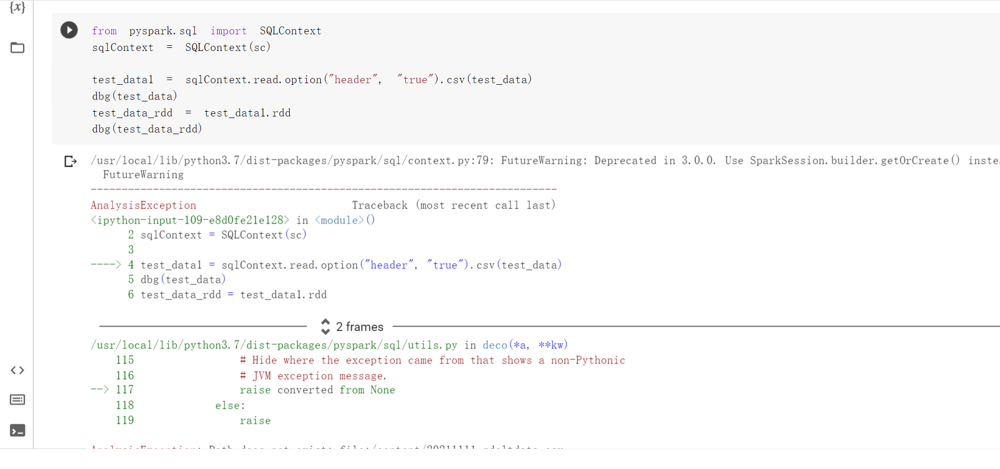 {x}
from pyspark.sql import SQLContext
sqlContext = SQLContext(sc)
test_data1 = sqlContext.read.option("header", "true").csv(test_data)
dbg(test_data)
test_data_rdd = test_data1.rdd
dbg(test_data_rdd)
/usr/local/lib/python3.7/dist-packages/pyspark/sql/context.py:79: FutureWarning: Deprecated in 3.0.0. Use SparkSession.builder.getOrCreate()
FutureWarning
---------------------------------------------------------------------------
AnalysisException Traceback (most recent call last)
<ipython-input-109-e8d0fe21e128> in <module>()
2 sqlContext = SQLContext(sc)
3
----> 4 test_data1 = sqlContext.read.option("header", "true").csv(test_data)
5 dbg(test_data)
6 test_data_rdd = test_data1.rdd
2 frames
/usr/local/lib/python3.7/dist-packages/pyspark/sql/utils.py in deco(*a, **kw)
115 # Hide where the exception came from that shows a non-Pythonic
116 # JVM exception message.
--> 117 raise converted from None
118 else:
119 raise
AnalysisException: Path does not exist: